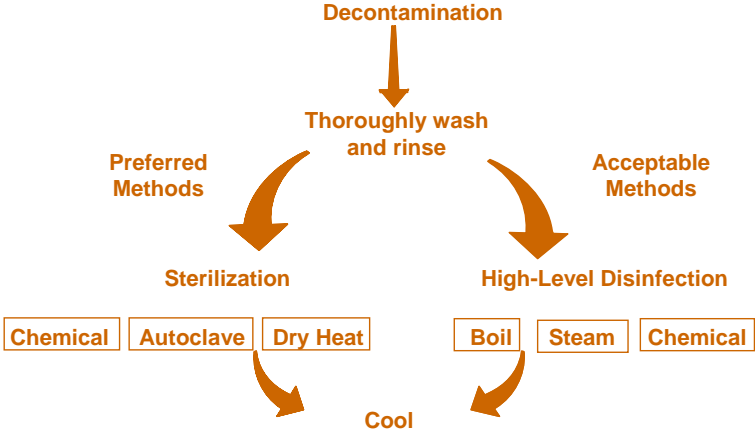 Decontamination
Thoroughly wash
and rinse
Preferred
Methods
Acceptable
Methods
Sterilization
High-Level Disinfection
Chemical
Autoclave
Dry Heat
Boil
Steam
Chemical
Cool